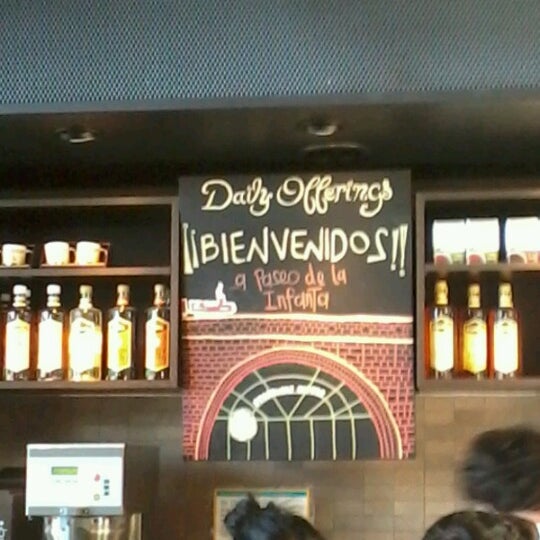 Daily Offerings
¡¡BIENVENIDOS!!
a Paseo de la
Infanta